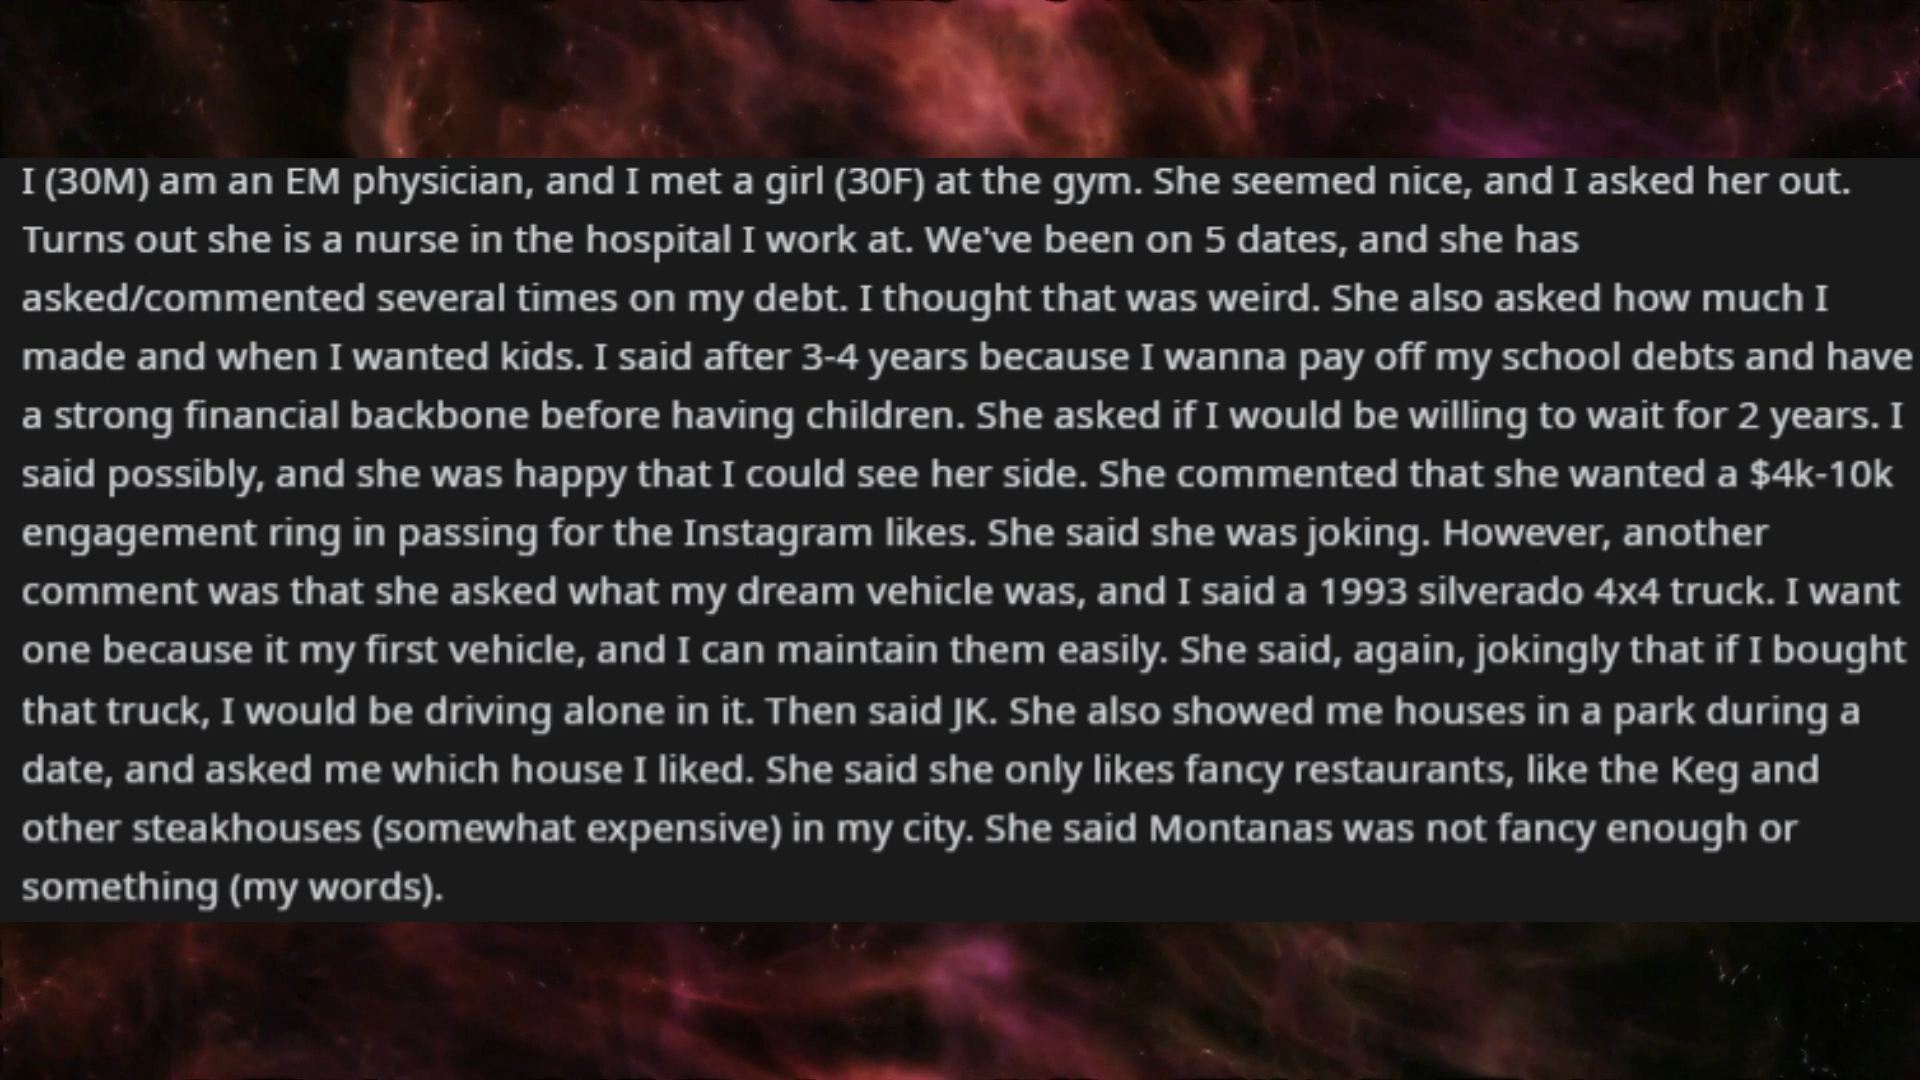 I (30M) am an EM physician, and I met a girl (30F) at the gym. She seemed nice, and I asked her out.
Turns out she is a nurse in the hospital I work at. We've been on 5 dates, and she has
asked/commented several times on my debt. I thought that was weird. She also asked how much I
made and when I wanted kids. I said after 3-4 years because I wanna pay off my school debts and have
a strong financial backbone before having children. She asked if I would be willing to wait for 2 years. I
said possibly, and she was happy that I could see her side. She commented that she wanted a $4k-10k
engagement ring in passing for the Instagram likes. She said she was joking. However, another
comment was that she asked what my dream vehicle was, and I said a 1993 silverado 4x4 truck. I want
one because it my first vehicle, and I can maintain them easily. She said, again, jokingly that if I bought
that truck, I would be driving alone in it. Then said JK. She also showed me houses in a park during a
date, and asked me which house I liked. She said she only likes fancy restaurants, like the Keg and
other steakhouses (somewhat expensive) in my city. She said Montanas was not fancy enough or
something (my words).